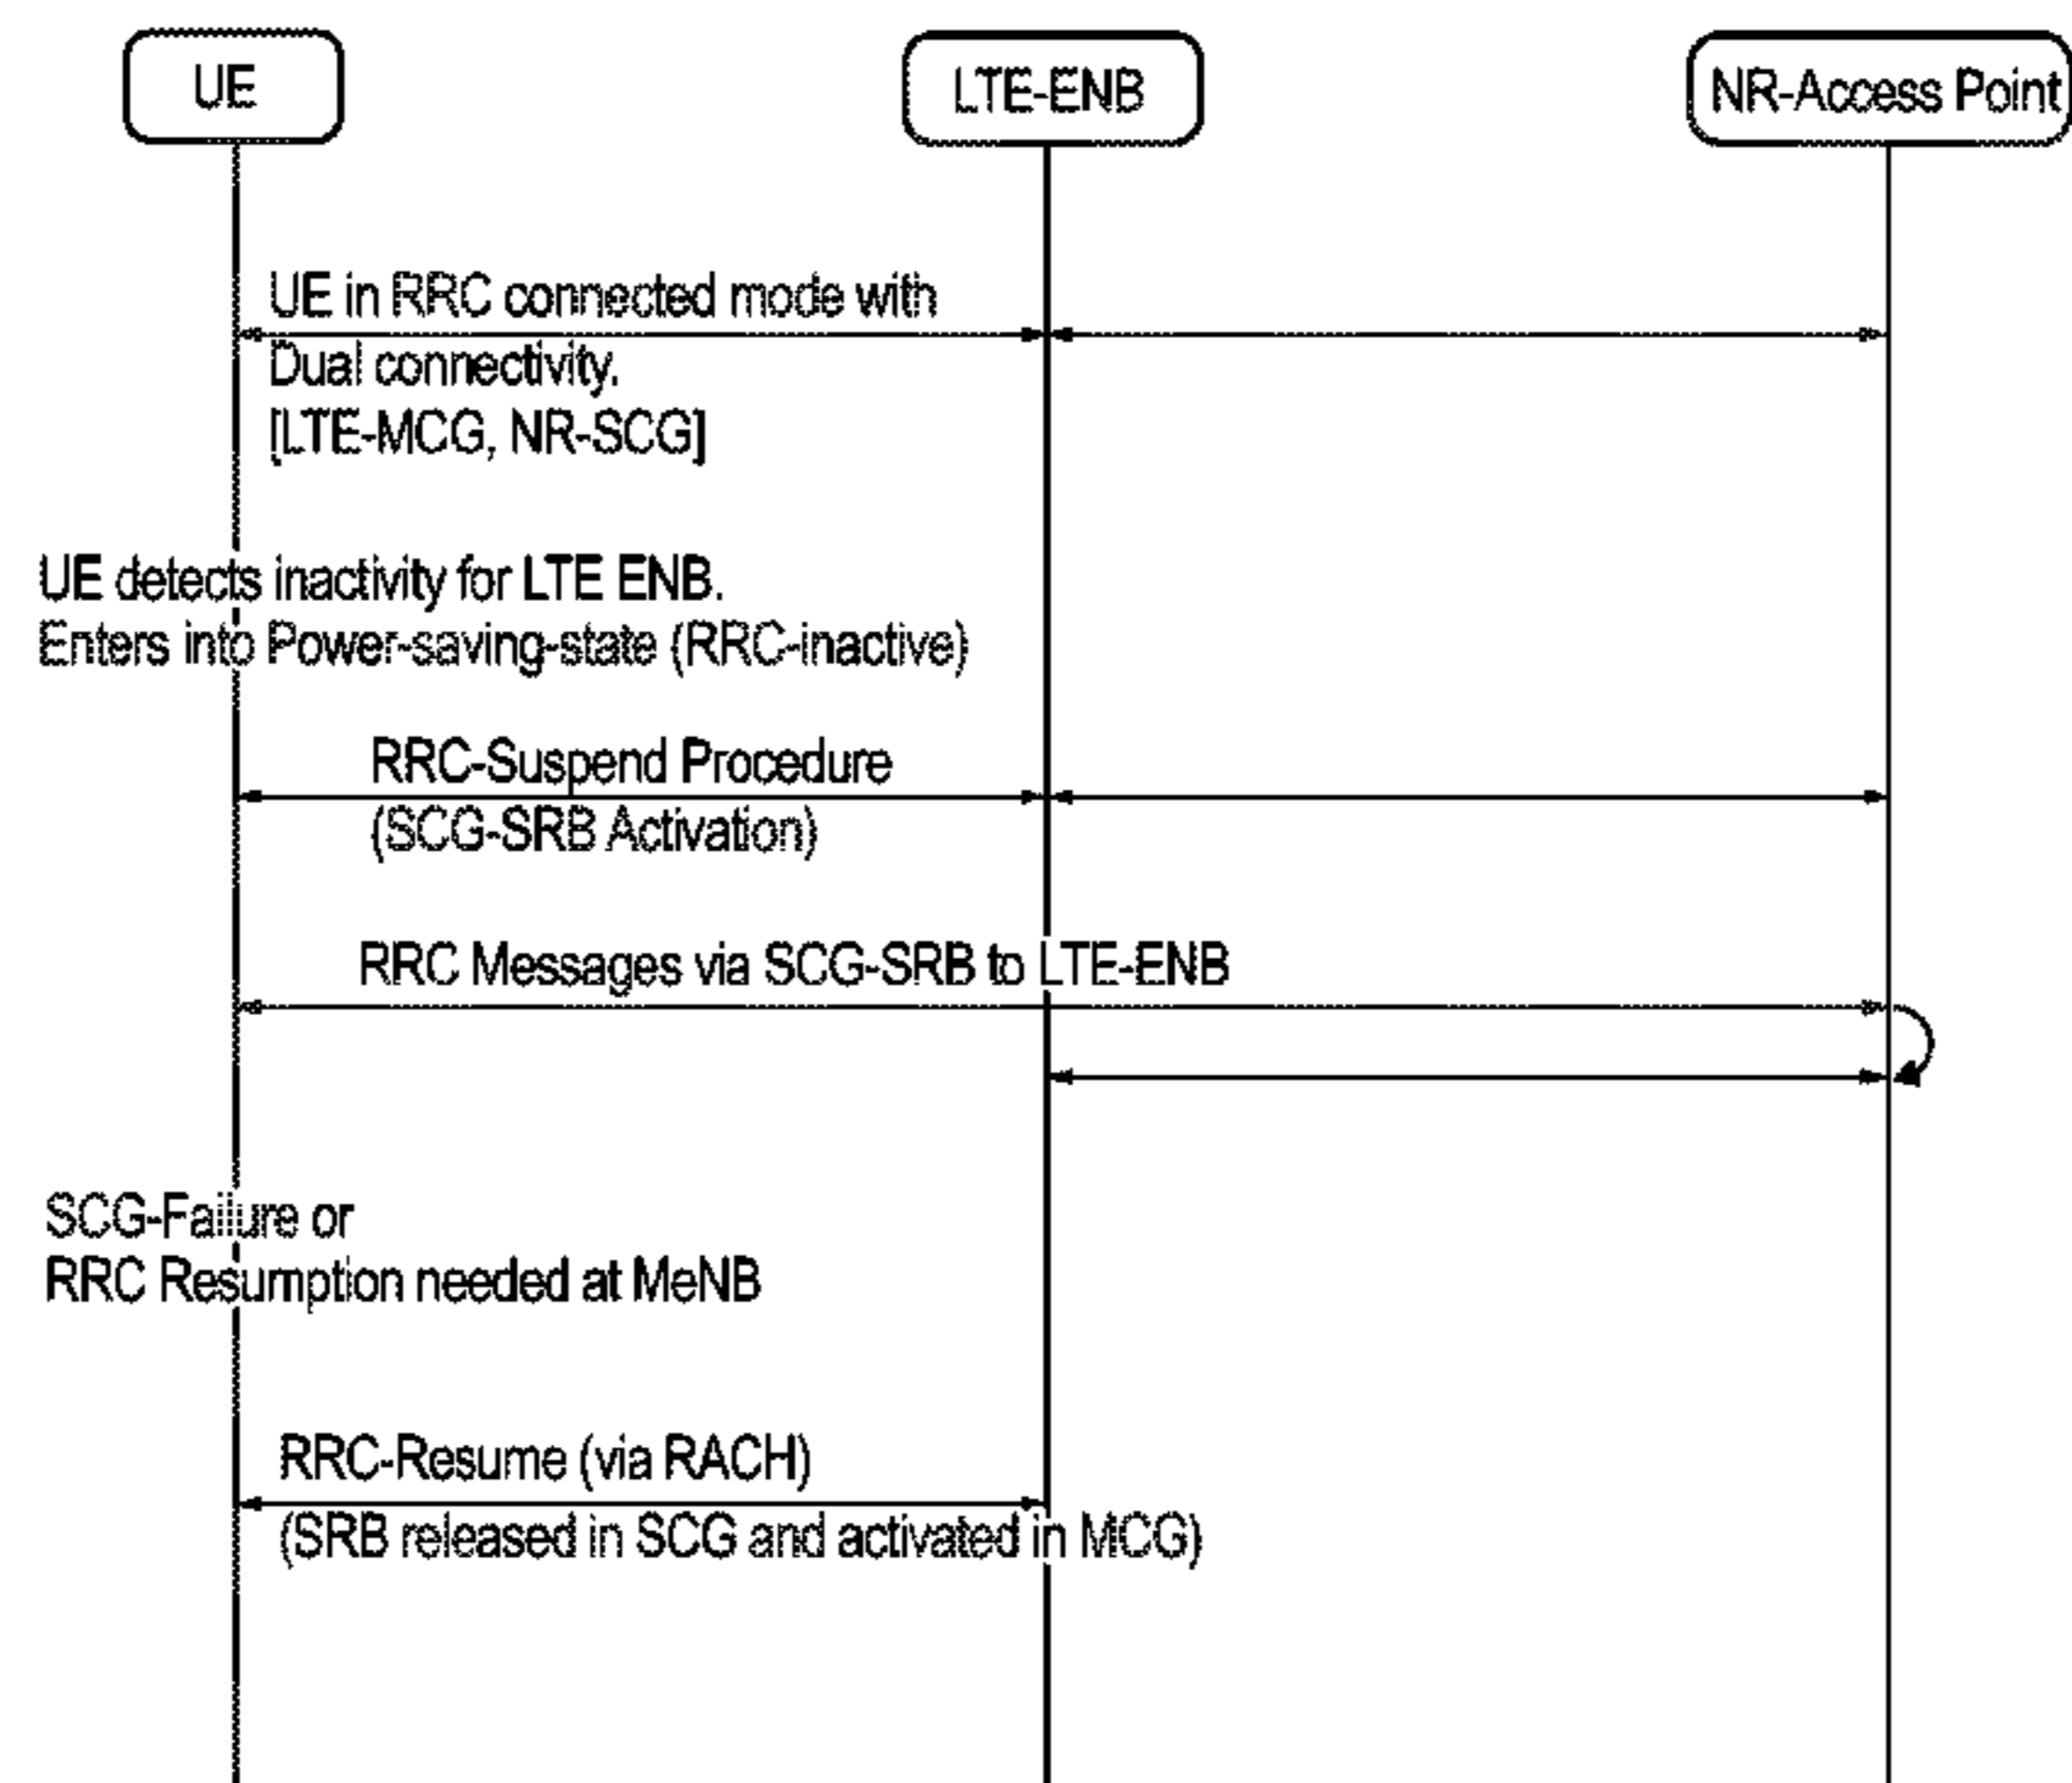 UE
LTE-ENB
NR-Access Point
UE in RRC connected mode with
Dual connectivity.
[LTE-MCG, NR-SCG]
UE detects inactivity for LTE ENB.
Enters into Power-saving-state (RRC-inactive)
RRC-Suspend Procedure
(SCG-SRB Activation)
RRC Messages via SCG-SRB to LTE-ENB
SCG-Failure or
RRC Resumption needed at MeNB
RRC-Resume (via RACH)
(SRB released in SCG and activated in MCG)